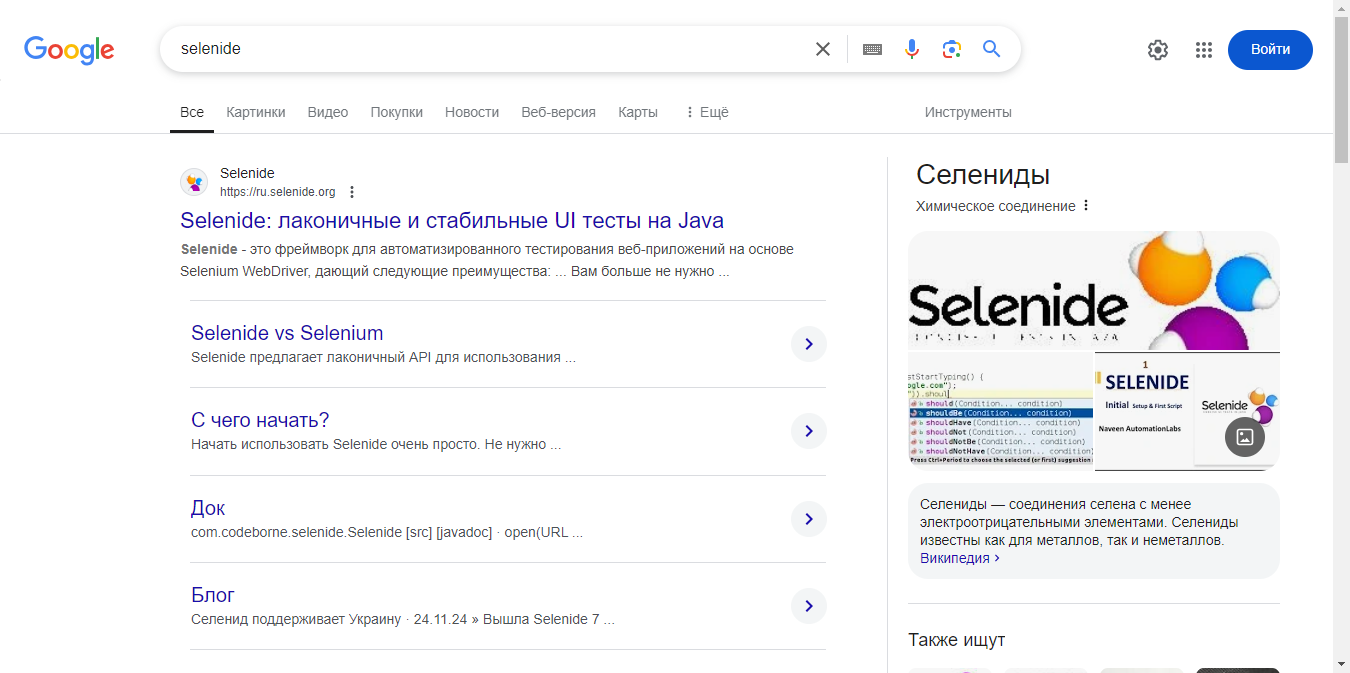 Google
selenide
Войти
Все
Картинки
Видео
Покупки
Новости
Веб-версия
Карты
Ещё
Инструменты
Selenide
https://ru.selenide.org
Selenide: лаконичные и стабильные UI тесты на Java
Selenide - это фреймворк для автоматизированного тестирования веб-приложений на основе
Selenium WebDriver, дающий следующие преимущества: ... Вам больше не нужно ...
Selenide vs Selenium
Selenide предлагает лаконичный API для использования ...
С чего начать?
Начать использовать Selenide очень просто. Не нужно ...
Док
com.codeborne.selenide.Selenide [src] [javadoc] · open(URL ...
Блог
Селенид поддерживает Украину · 24.11.24 » Вышла Selenide 7 ...
Селениды
Химическое соединение
Selenide
stStartTyping() {
ogle.com");
")).shoul
should(Condition... condition)
shouldBe(Condition... condition)
shouldHave(Condition... condition)
shouldNot(Condition... condition)
shouldNotBe(Condition... condition)
shouldNotHave(Condition... condition)
Press Ctrl+Period to choose the selected (or first) suggestion
1
SELENIDE
Initial Setup & First Script
Naveen AutomationLabs
Selenide
Селениды — соединения селена с менее
электроотрицательными элементами. Селениды
известны как для металлов, так и неметаллов.
Википедия ›
Также ищут